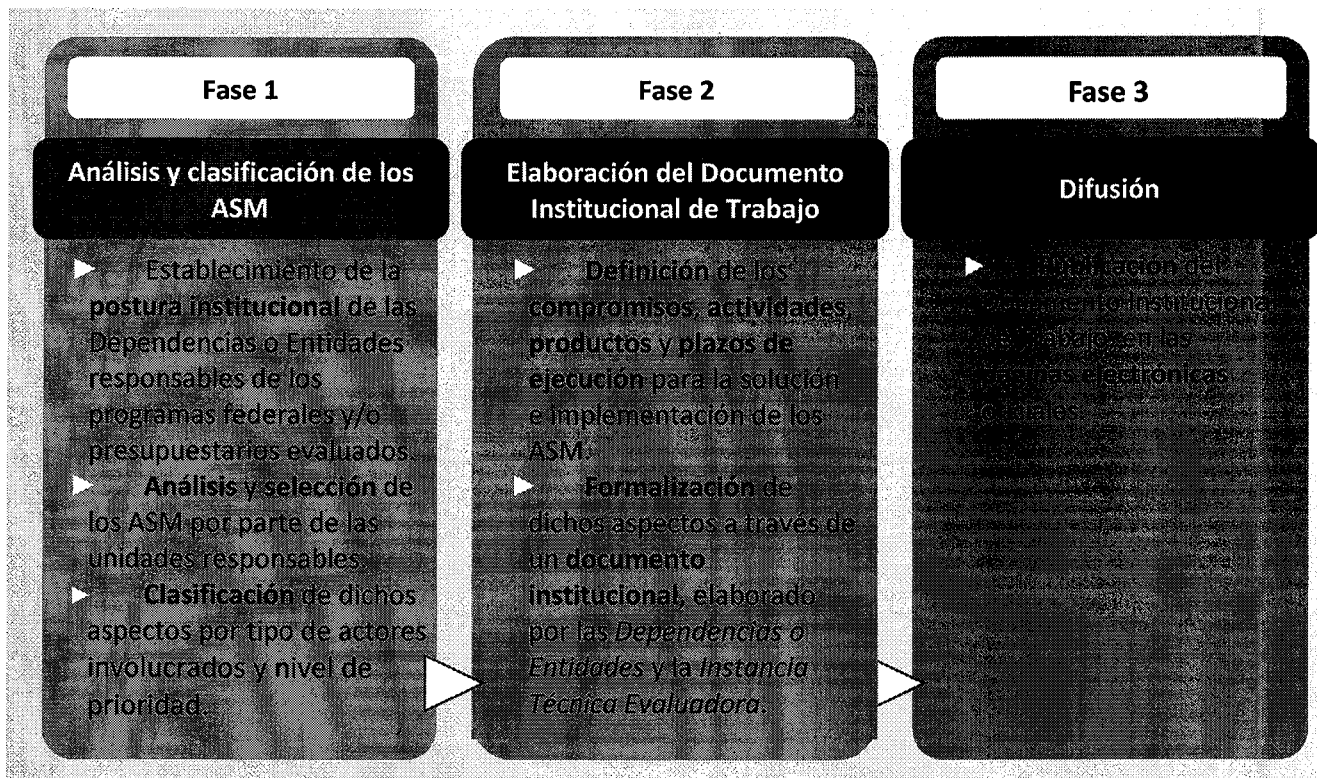 Fase 1
Análisis y clasificación de los
ASM
Establecimiento de la
postura institucional de las
Dependencias o Entidades
responsables de los
programas federales y/o
presupuestarios evaluados.
Análisis y selección de
los ASM por parte de las
unidades responsables.
Clasificación de dichos
aspectos por tipo de actores
involucrados y nivel de
prioridad.
Fase 2
Elaboración del Documento
Institucional de Trabajo
Definición de los
compromisos, actividades,
productos y plazos de
ejecución para la solución
e implementación de los
ASM.
Formalización de
dichos aspectos a través de
un documento
institucional, elaborado
por las Dependencias o
Entidades y la Instancia
Técnica Evaluadora.
Fase 3
Difusión
en las
electrónicas